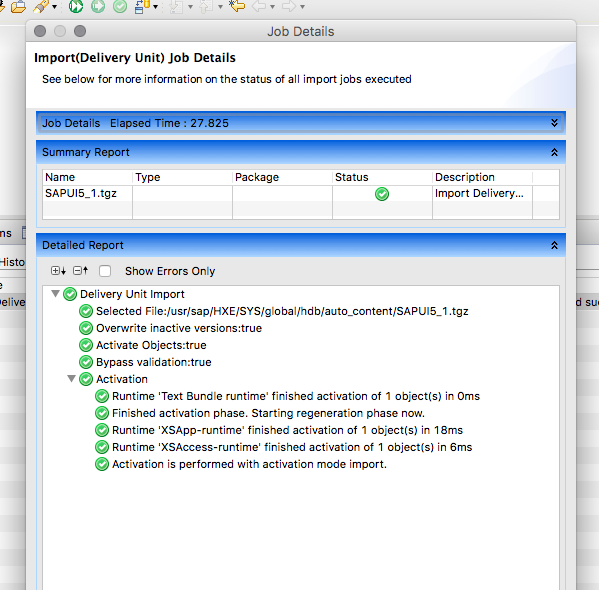 Job Details
Import(Delivery Unit) Job Details
See below for more information on the status of all import jobs executed
Job Details Elapsed Time : 27.825
Summary Report
Name Type Package Status Description
SAPUI5_1.tgz Import Delivery...
ms
Detailed Report
Histo
Show Errors Only
e
Delive
d suc
Delivery Unit Import
Selected File:/usr/sap/HXE/SYS/global/hdb/auto_content/SAPUI5_1.tgz
Overwrite inactive versions:true
Activate Objects:true
Bypass validation:true
Activation
Runtime 'Text Bundle runtime' finished activation of 1 object(s) in 0ms
Finished activation phase. Starting regeneration phase now.
Runtime 'XSApp-runtime' finished activation of 1 object(s) in 18ms
Runtime 'XSAccess-runtime' finished activation of 1 object(s) in 6ms
Activation is performed with activation mode import.